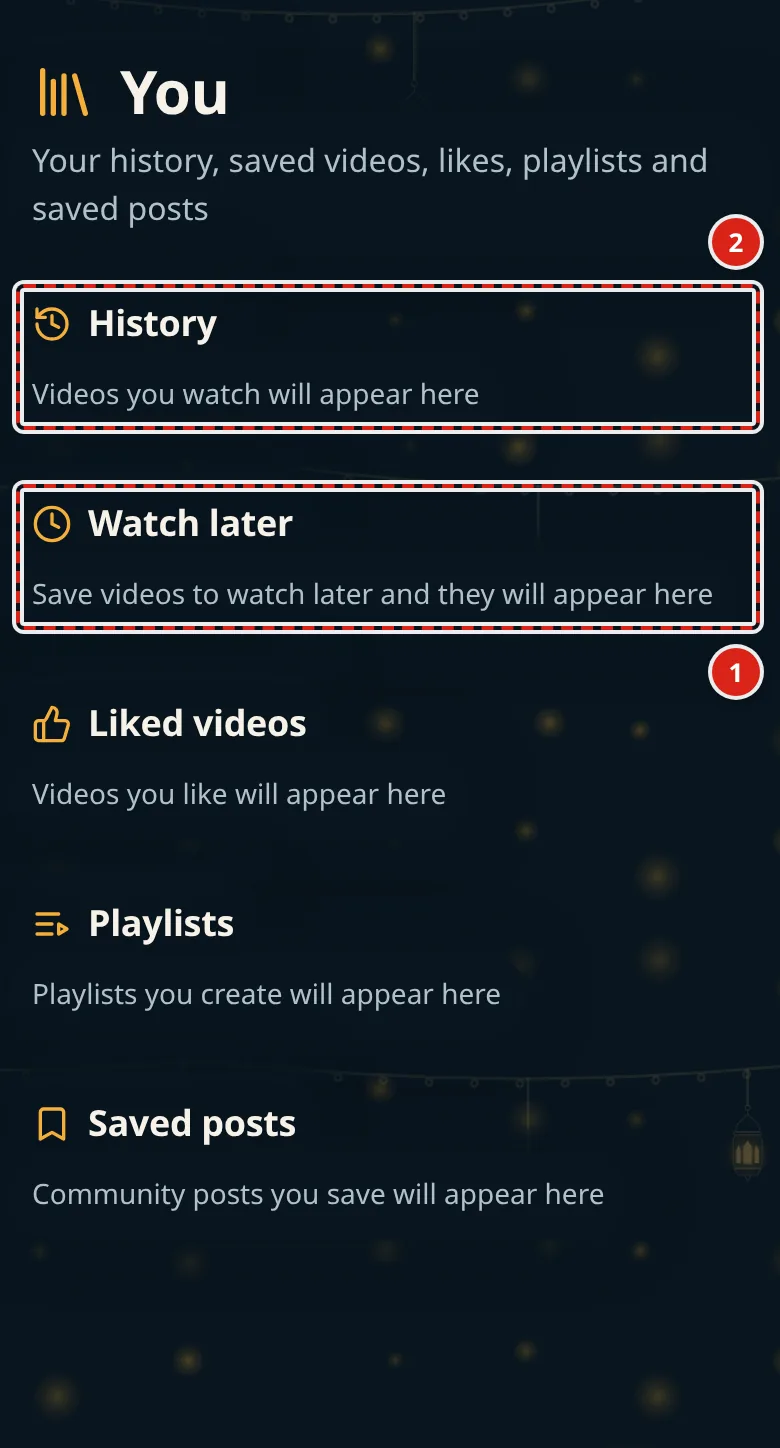 You
Your history, saved videos, likes, playlists and
saved posts
2
History
Videos you watch will appear here
Watch later
Save videos to watch later and they will appear here
1
Liked videos
Videos you like will appear here
Playlists
Playlists you create will appear here
Saved posts
Community posts you save will appear here